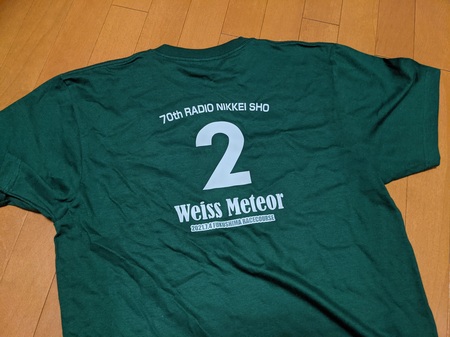 70th RADIO NIKKEI SHO
2
Weiss Meteor
2021.7.4 FUKUSHIMA RACECOURSE